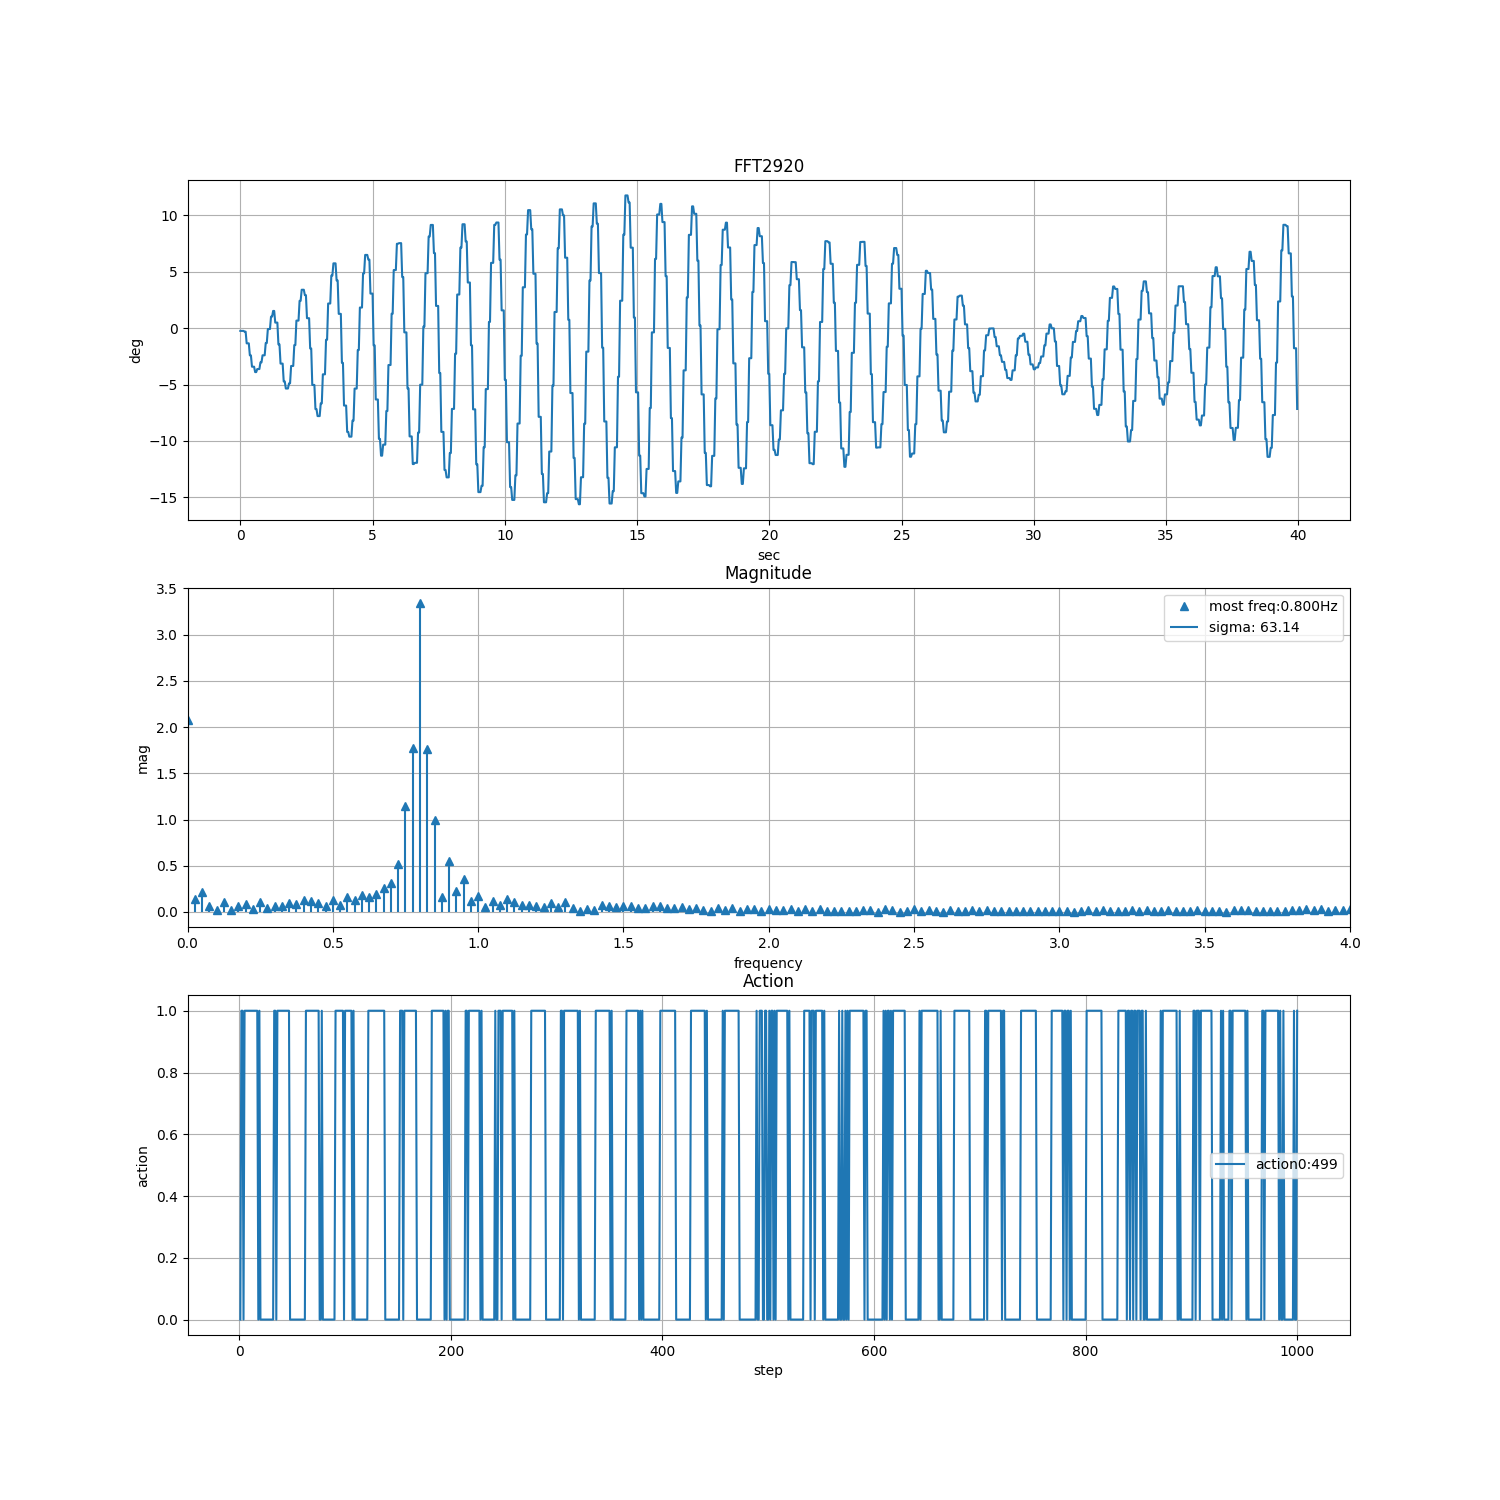 FFT2920
10
5
0
−5
−10
−15
deg
0 5 10 15 20 25 30 35 40
sec
Magnitude
3.5
3.0
2.5
2.0
1.5
1.0
0.5
0.0
mag
most freq:0.800Hz
sigma: 63.14
0.0 0.5 1.0 1.5 2.0 2.5 3.0 3.5 4.0
frequency
Action
1.0
0.8
0.6
0.4
0.2
0.0
action
action0:499
0 200 400 600 800 1000
step